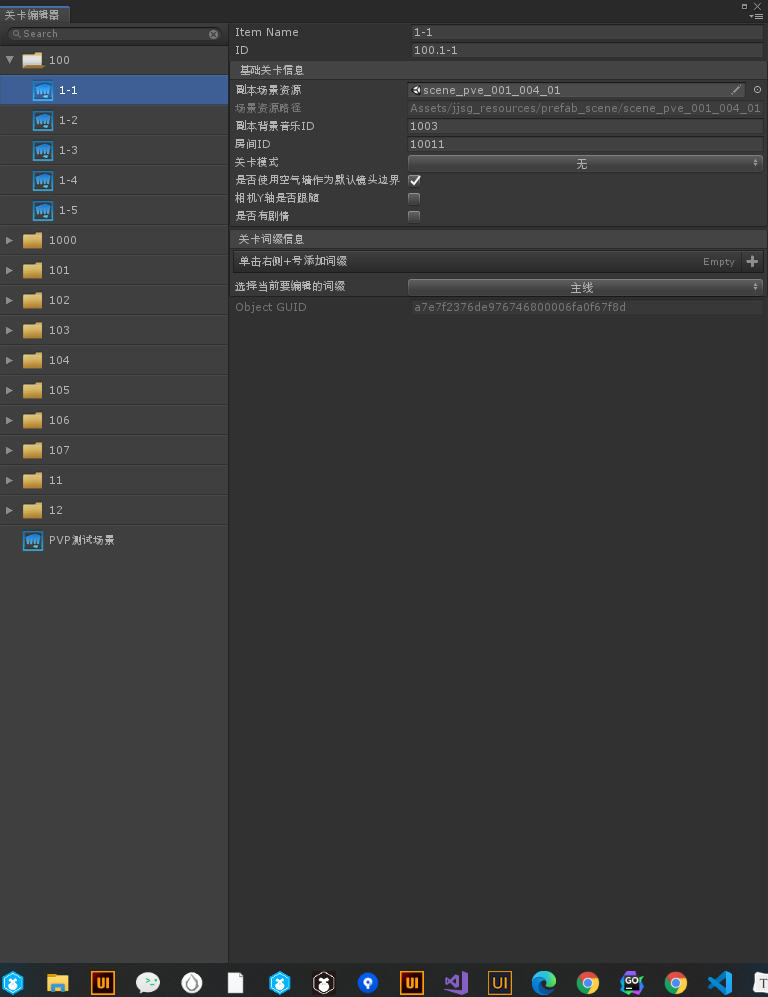 关卡编辑器
Search
100
1-1
1-2
1-3
1-4
1-5
1000
101
102
103
104
105
106
107
11
12
PVP测试场景
Item Name 1-1
ID 100.1-1
基础关卡信息
副本场景资源 scene_pve_001_004_01
场景资源路径 Assets/jjsg_resources/prefab_scene/scene_pve_001_004_01
副本背景音乐ID 1003
房间ID 10011
关卡模式 无
是否使用空气墙作为默认镜头边界
相机Y轴是否跟随
是否有剧情
关卡词缀信息
单击右侧+号添加词缀 Empty
选择当前要编辑的词缀 主线
Object GUID a7e7f2376de976746800006fa0f67f8d
UI
UI
UI
GO
T